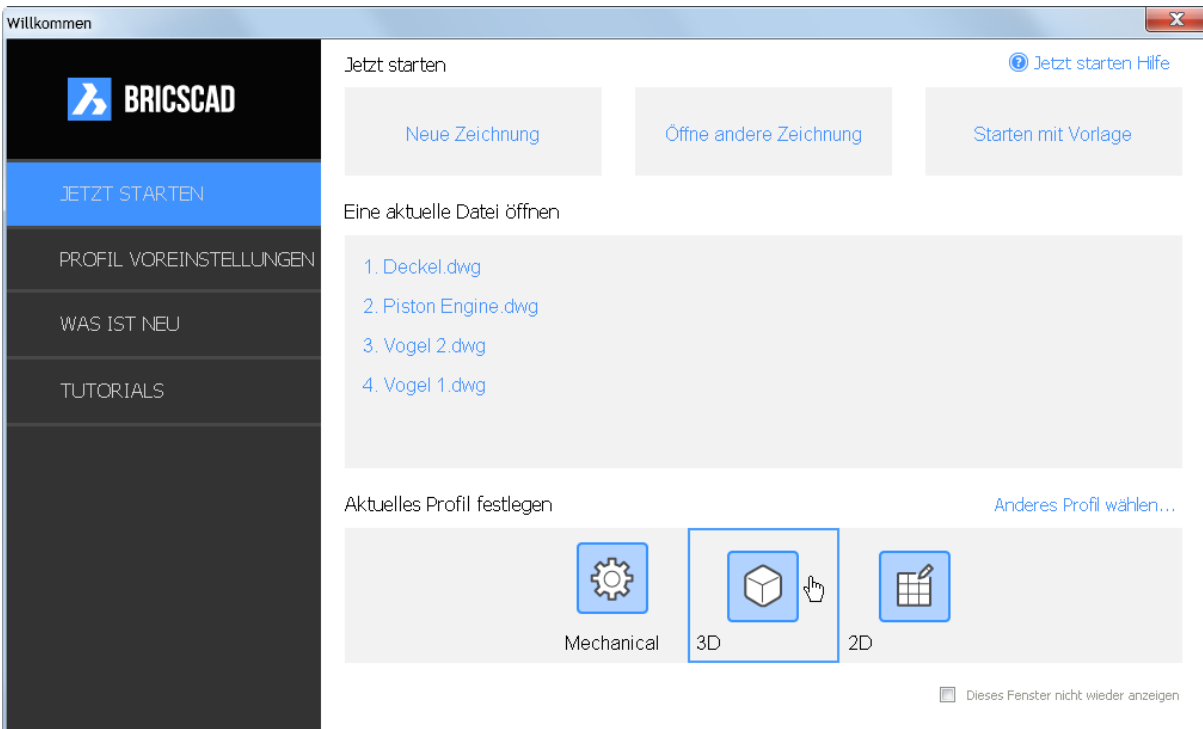 Willkommen
BRICSCAD
JETZT STARTEN
PROFIL VOREINSTELLUNGEN
WAS IST NEU
TUTORIALS
Jetzt starten
Jetzt starten Hilfe
Neue Zeichnung
Öffne andere Zeichnung
Starten mit Vorlage
Eine aktuelle Datei öffnen
1. Deckel.dwg
2. Piston Engine.dwg
3. Vogel 2.dwg
4. Vogel 1.dwg
Aktuelles Profil festlegen
Anderes Profil wählen...
Mechanical
3D
2D
Dieses Fenster nicht wieder anzeigen